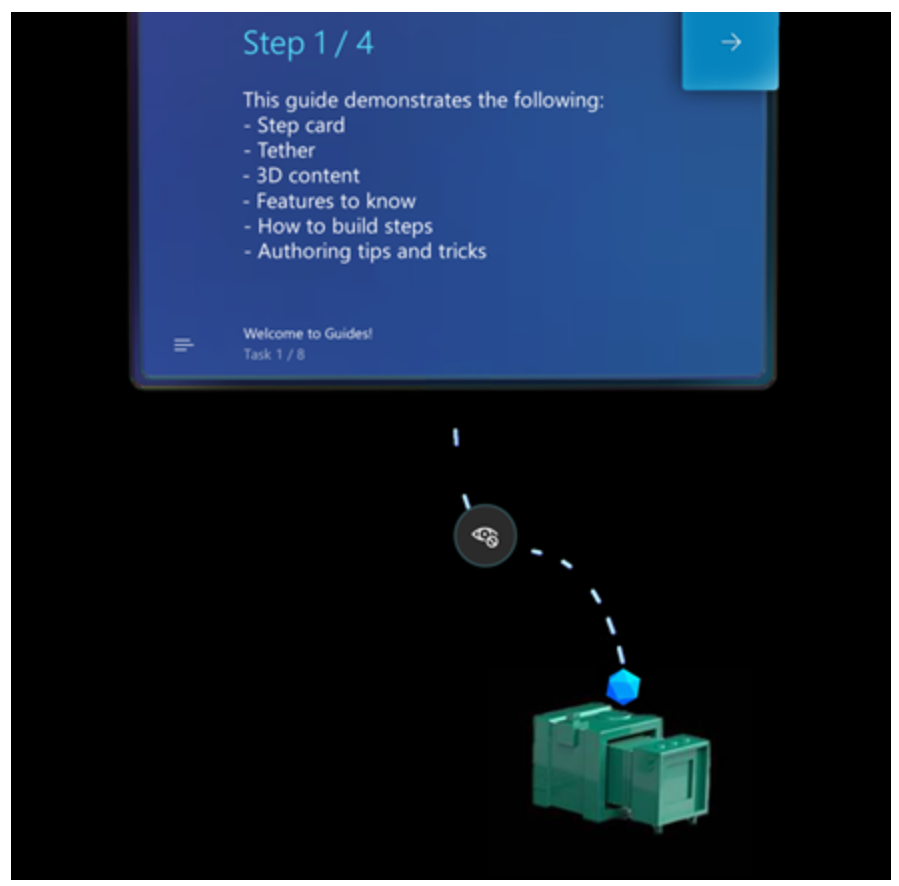 Step 1 / 4
This guide demonstrates the following:
- Step card
- Tether
- 3D content
- Features to know
- How to build steps
- Authoring tips and tricks
Welcome to Guides!
Task 1 / 8